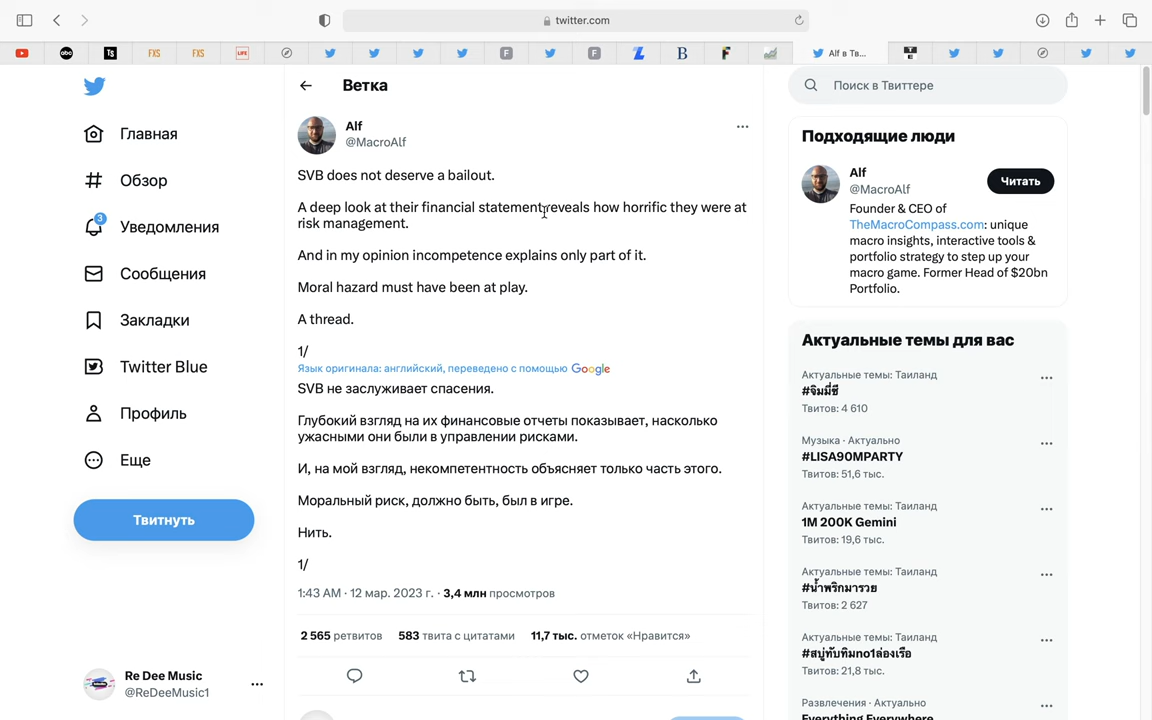 twitter.com
abc
TS
FXS
FXS
LIFE
F
F
B
F
Alf в Тв...
T
E
Ветка
Поиск в Твиттере
Главная
Обзор
3
Уведомления
Сообщения
Закладки
Twitter Blue
Профиль
Еще
Твитнуть
Re Dee Music
@ReDeeMusic1
Alf
@MacroAlf
SVB does not deserve a bailout.
A deep look at their financial statement reveals how horrific they were at
risk management.
And in my opinion incompetence explains only part of it.
Moral hazard must have been at play.
A thread.
1/
Язык оригинала: английский, переведено с помощью Google
SVB не заслуживает спасения.
Глубокий взгляд на их финансовые отчеты показывает, насколько
ужасными они были в управлении рисками.
И, на мой взгляд, некомпетентность объясняет только часть этого.
Моральный риск, должно быть, был в игре.
Нить.
1/
1:43 AM · 12 мар. 2023 г. · 3,4 млн просмотров
2 565 ретвитов 583 твита с цитатами 11,7 тыс. отметок «Нравится»
Подходящие люди
Alf
@MacroAlf
Читать
Founder & CEO of
TheMacroCompass.com: unique
macro insights, interactive tools &
portfolio strategy to step up your
macro game. Former Head of $20bn
Portfolio.
Актуальные темы для вас
Актуальные темы: Таиланд
#จิมมี่ซี
Твитов: 4 610
Музыка · Актуально
#LISA90MPARTY
Твитов: 51,6 тыс.
Актуальные темы: Таиланд
1M 200K Gemini
Твитов: 19,6 тыс.
Актуальные темы: Таиланд
#น้ำพริกมารวย
Твитов: 2 627
Актуальные темы: Таиланд
#สบู่ทับทิมno1ล่องเรือ
Твитов: 21,8 тыс.
Развлечения · Актуально
Everything Everywhere